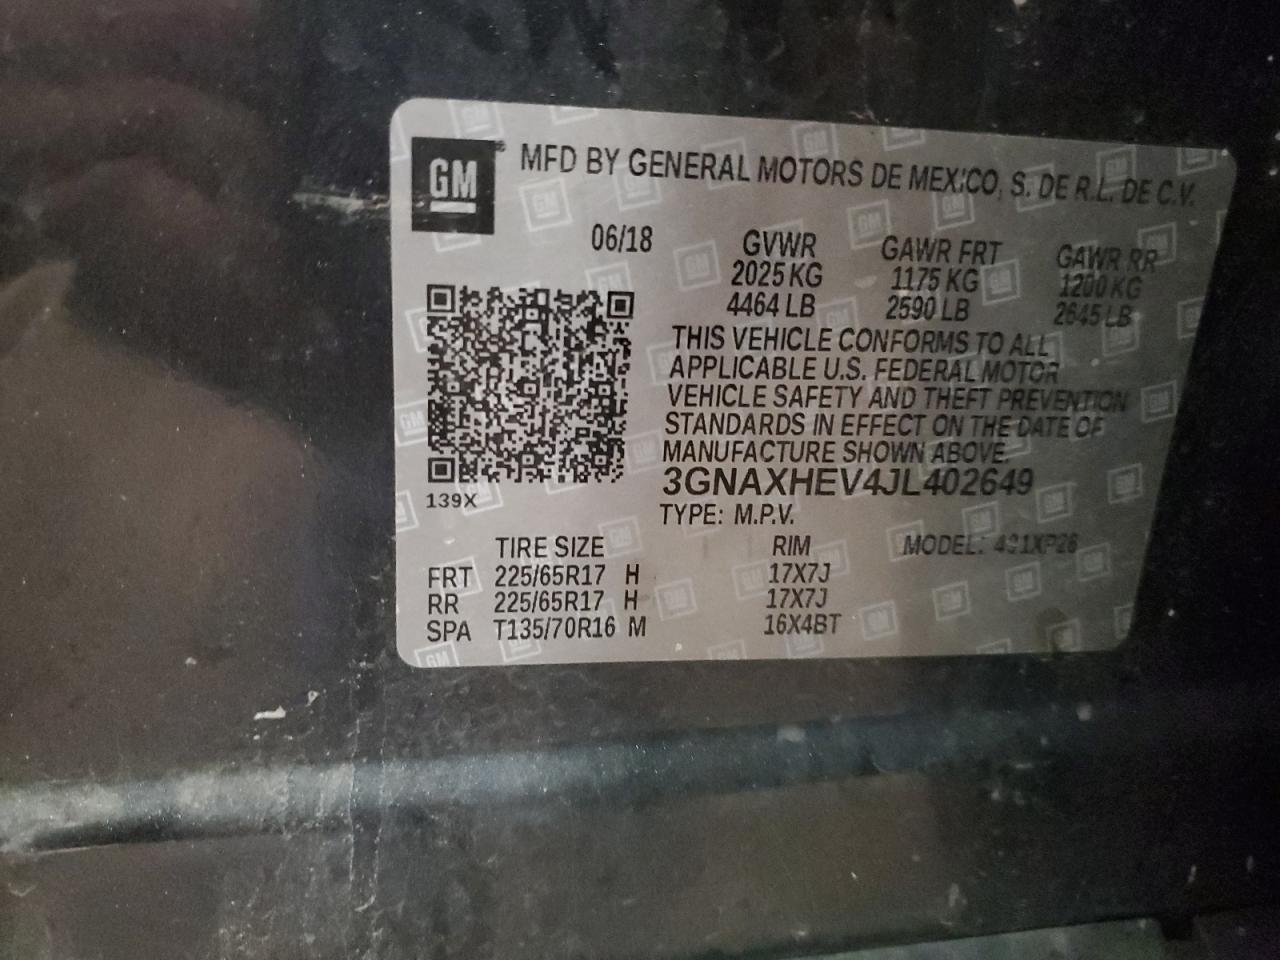 GM ® MFD BY GENERAL MOTORS DE MEXICO, S. DE R.L. DE C.V.
06/18 GVWR GAWR FRT GAWR RR
2025 KG 1175 KG 1200 KG
4464 LB 2590 LB 2645 LB
THIS VEHICLE CONFORMS TO ALL
APPLICABLE U.S. FEDERAL MOTOR
VEHICLE SAFETY AND THEFT PREVENTION
STANDARDS IN EFFECT ON THE DATE OF
MANUFACTURE SHOWN ABOVE.
3GNAXHEV4JL402649
139X
TYPE: M.P.V.
TIRE SIZE RIM MODEL:
FRT 225/65R17 H 17X7J
RR 225/65R17 H 17X7J
SPA T135/70R16 M 16X4BT